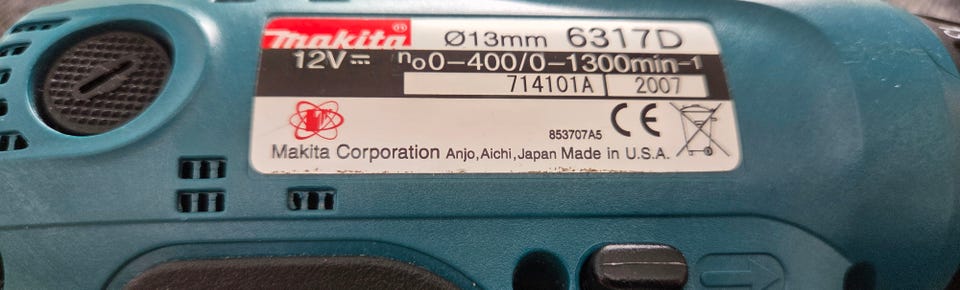 makita® Ø13mm 6317D
12V⎓ n₀0-400/0-1300min⁻¹
714101A 2007
853707A5 CE
Makita Corporation Anjo, Aichi, Japan Made in U.S.A.